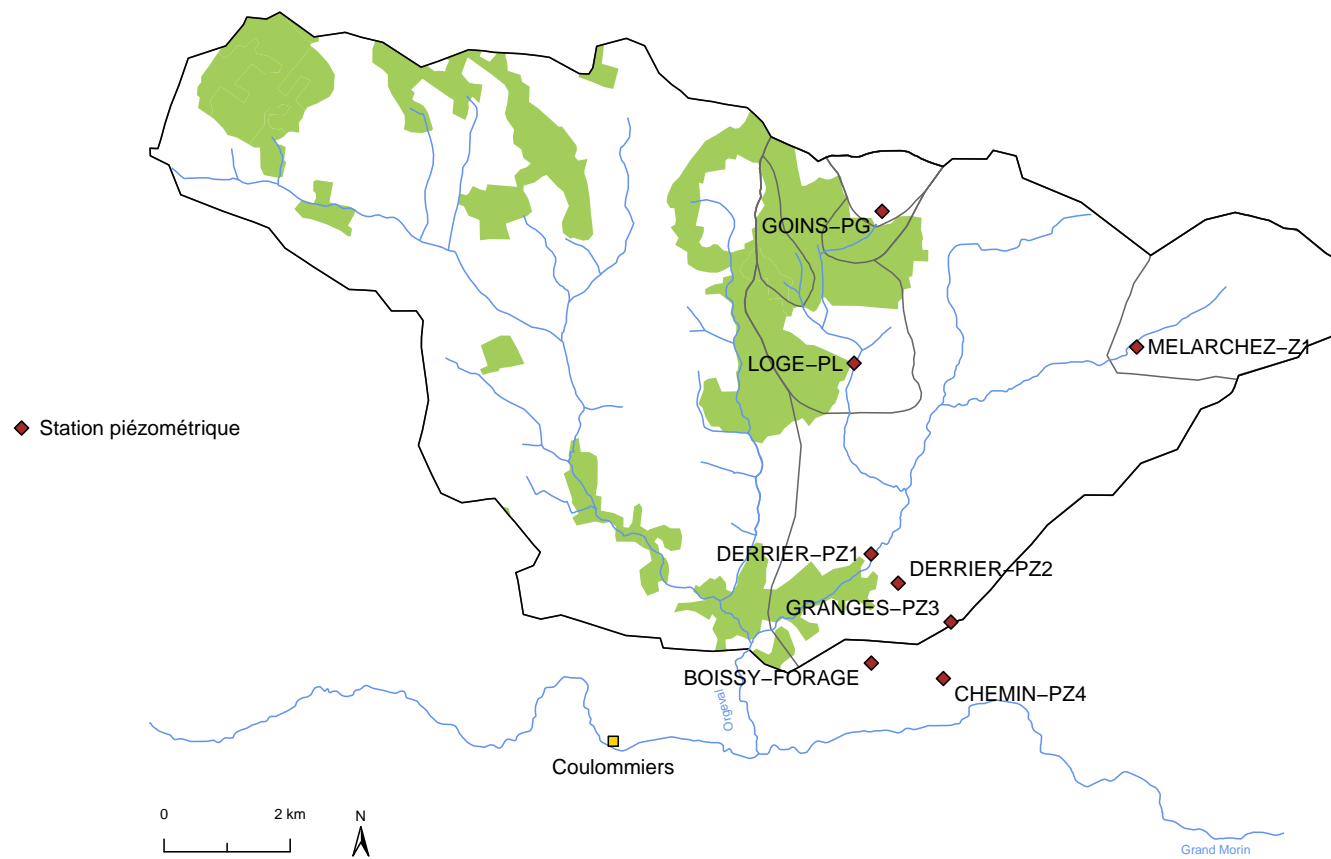 GOINS−PG
MELARCHEZ−Z1
LOGE−PL
Station piézométrique
DERRIER−PZ1
DERRIER−PZ2
GRANGES−PZ3
BOISSY−FORAGE
CHEMIN−PZ4
Orgeval
Coulommiers
0 2 km
N
Grand Morin